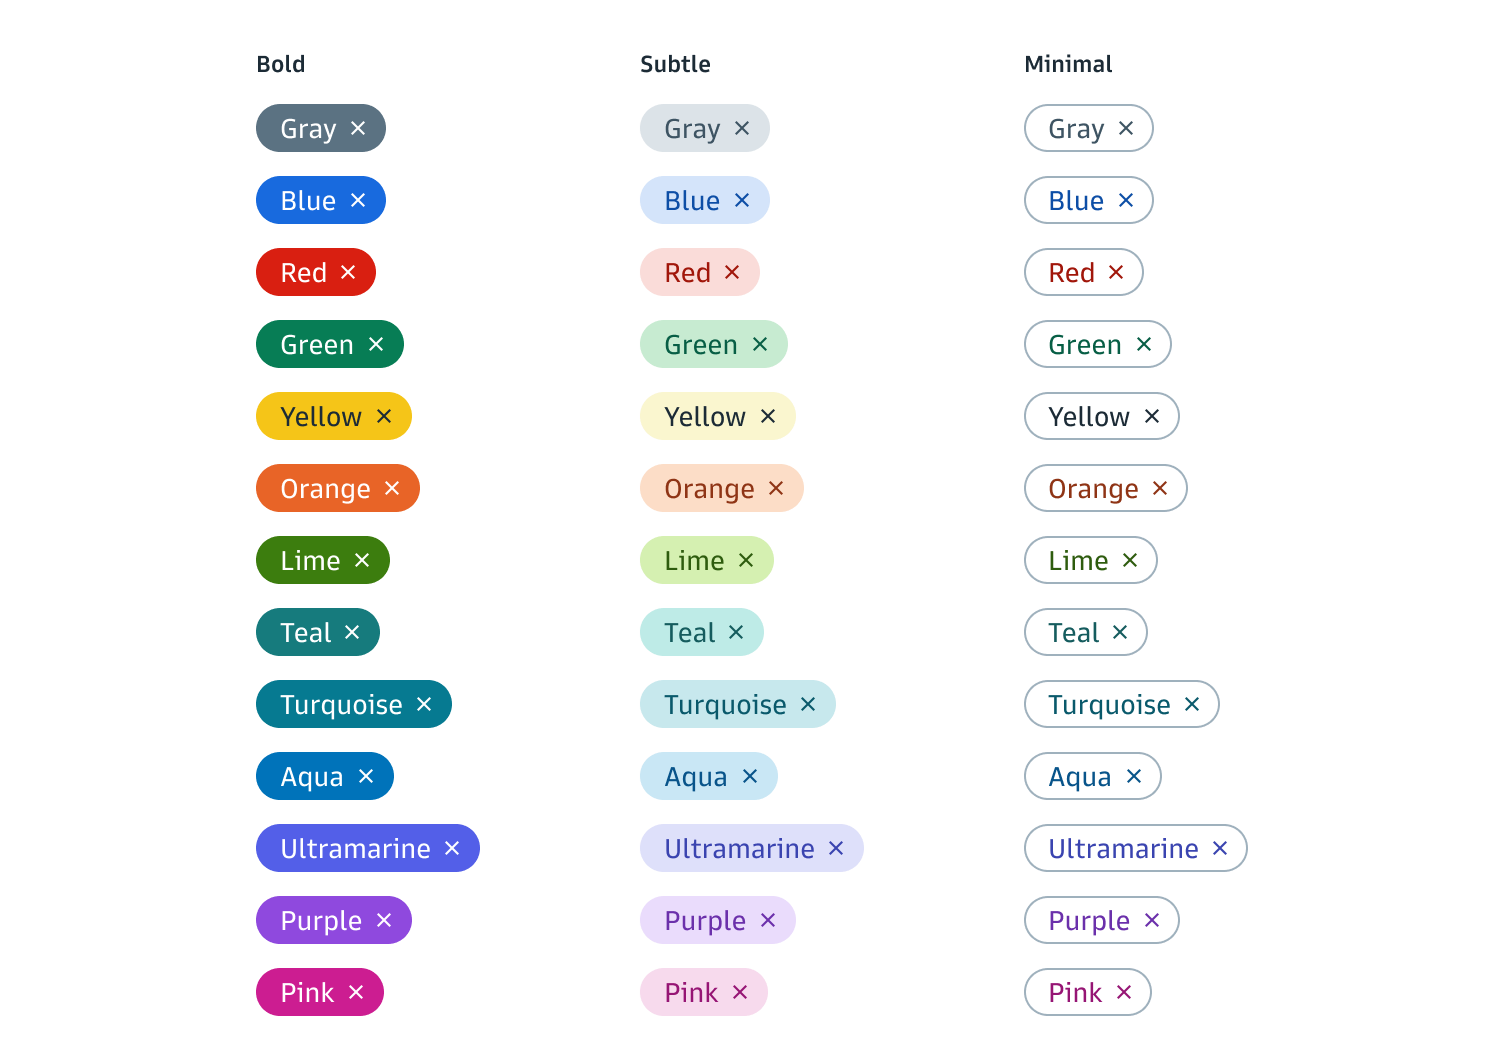 Bold Subtle Minimal
Gray × Gray × Gray ×
Blue × Blue × Blue ×
Red × Red × Red ×
Green × Green × Green ×
Yellow × Yellow × Yellow ×
Orange × Orange × Orange ×
Lime × Lime × Lime ×
Teal × Teal × Teal ×
Turquoise × Turquoise × Turquoise ×
Aqua × Aqua × Aqua ×
Ultramarine × Ultramarine × Ultramarine ×
Purple × Purple × Purple ×
Pink × Pink × Pink ×